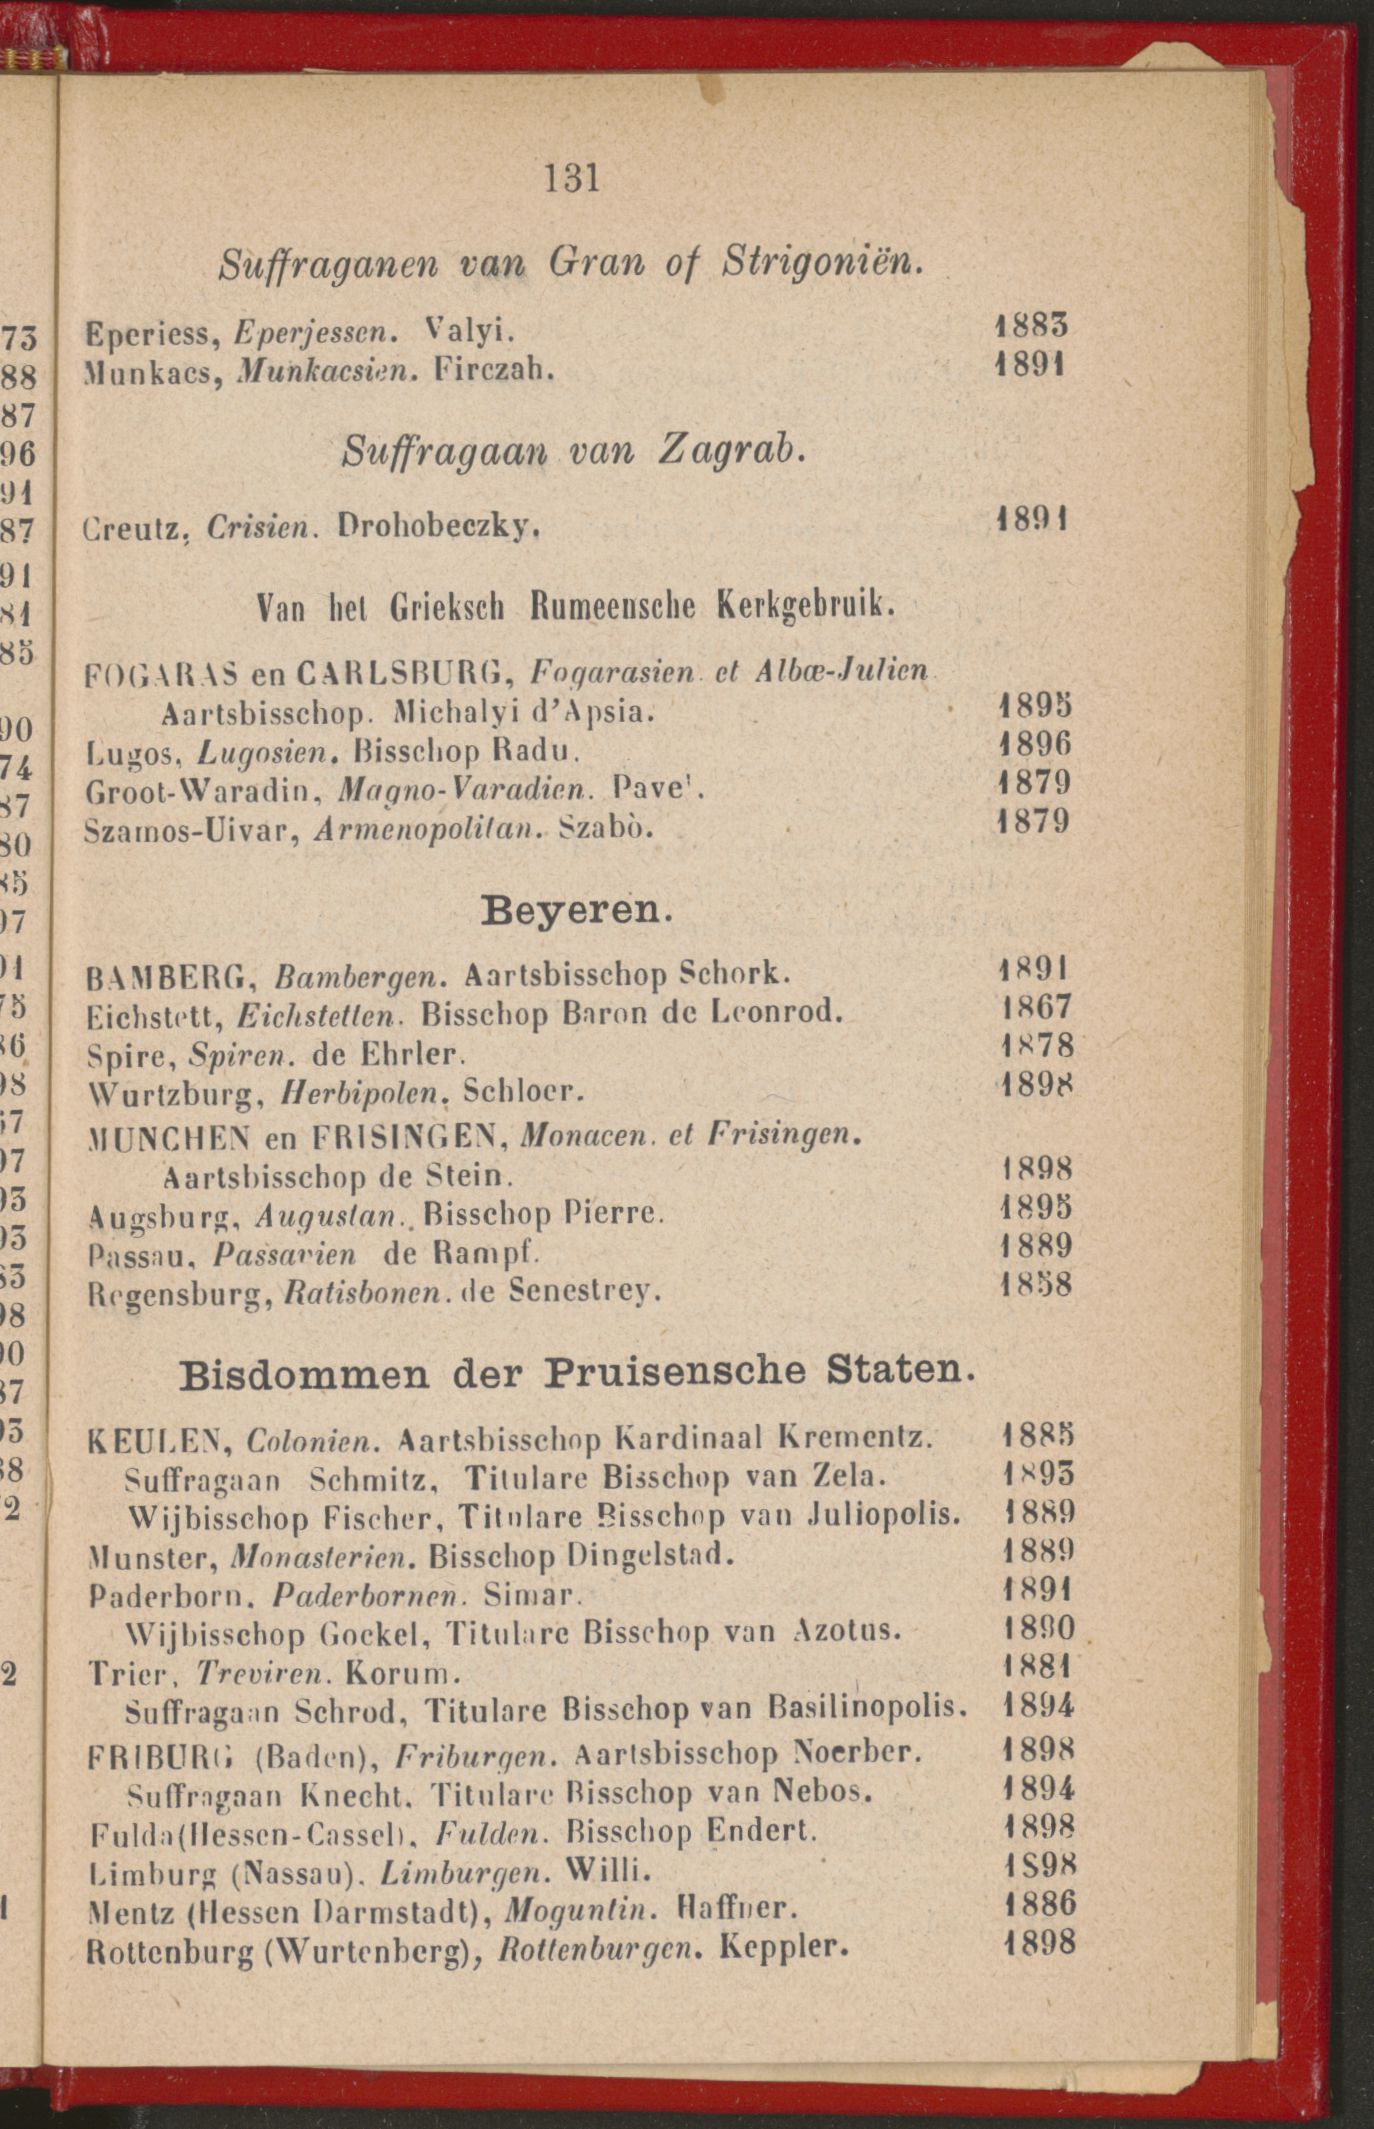 131
Suffraganen van Gran of Strigoniën.
Eperiess, Eperjessen. Valyi. 1883
Munkacs, Munkacsien. Firczah. 1891
Suffragaan van Zagrab.
Creutz, Crisien. Drohobeczky. 1891
Van het Grieksch Rumeensche Kerkgebruik.
FOGARAS en CARLSBURG, Fogarasien. et Albæ-Julien
Aartsbisschop. Michalyi d'Apsia. 1895
Lugos, Lugosien. Bisschop Radu. 1896
Groot-Waradin, Magno-Varadien. Pave'. 1879
Szamos-Uivar, Armenopolitan. Szabò. 1879
Beyeren.
BAMBERG, Bambergen. Aartsbisschop Schork. 1891
Eichstett, Eichstetten. Bisschop Baron de Leonrod. 1867
Spire, Spiren. de Ehrler. 1878
Wurtzburg, Herbipolen. Schloer. 1898
MUNCHEN en FRISINGEN, Monacen. et Frisingen.
Aartsbisschop de Stein. 1898
Augsburg, Augustan. Bisschop Pierre. 1895
Passau, Passavien de Rampf. 1889
Regensburg, Ratisbonen. de Senestrey. 1858
Bisdommen der Pruisensche Staten.
KEULEN, Colonien. Aartsbisschop Kardinaal Krementz. 1885
Suffragaan Schmitz, Titulare Bisschop van Zela. 1893
Wijbisschop Fischer, Titulare Bisschop van Juliopolis. 1889
Munster, Monasterien. Bisschop Dingelstad. 1889
Paderborn. Paderbornen. Simar. 1891
Wijbisschop Gockel, Titulare Bisschop van Azotus. 1890
Trier, Treviren. Korum. 1881
Suffragaan Schrod, Titulare Bisschop van Basilinopolis. 1894
FRIBURG (Baden), Friburgen. Aartsbisschop Noerber. 1898
Suffragaan Knecht. Titulare Bisschop van Nebos. 1894
Fulda (Hessen-Cassel), Fulden. Bisschop Endert. 1898
Limburg (Nassau). Limburgen. Willi. 1898
Mentz (Hessen Darmstadt), Moguntin. Haffner. 1886
Rottenburg (Wurtenberg), Rottenburgen. Keppler. 1898